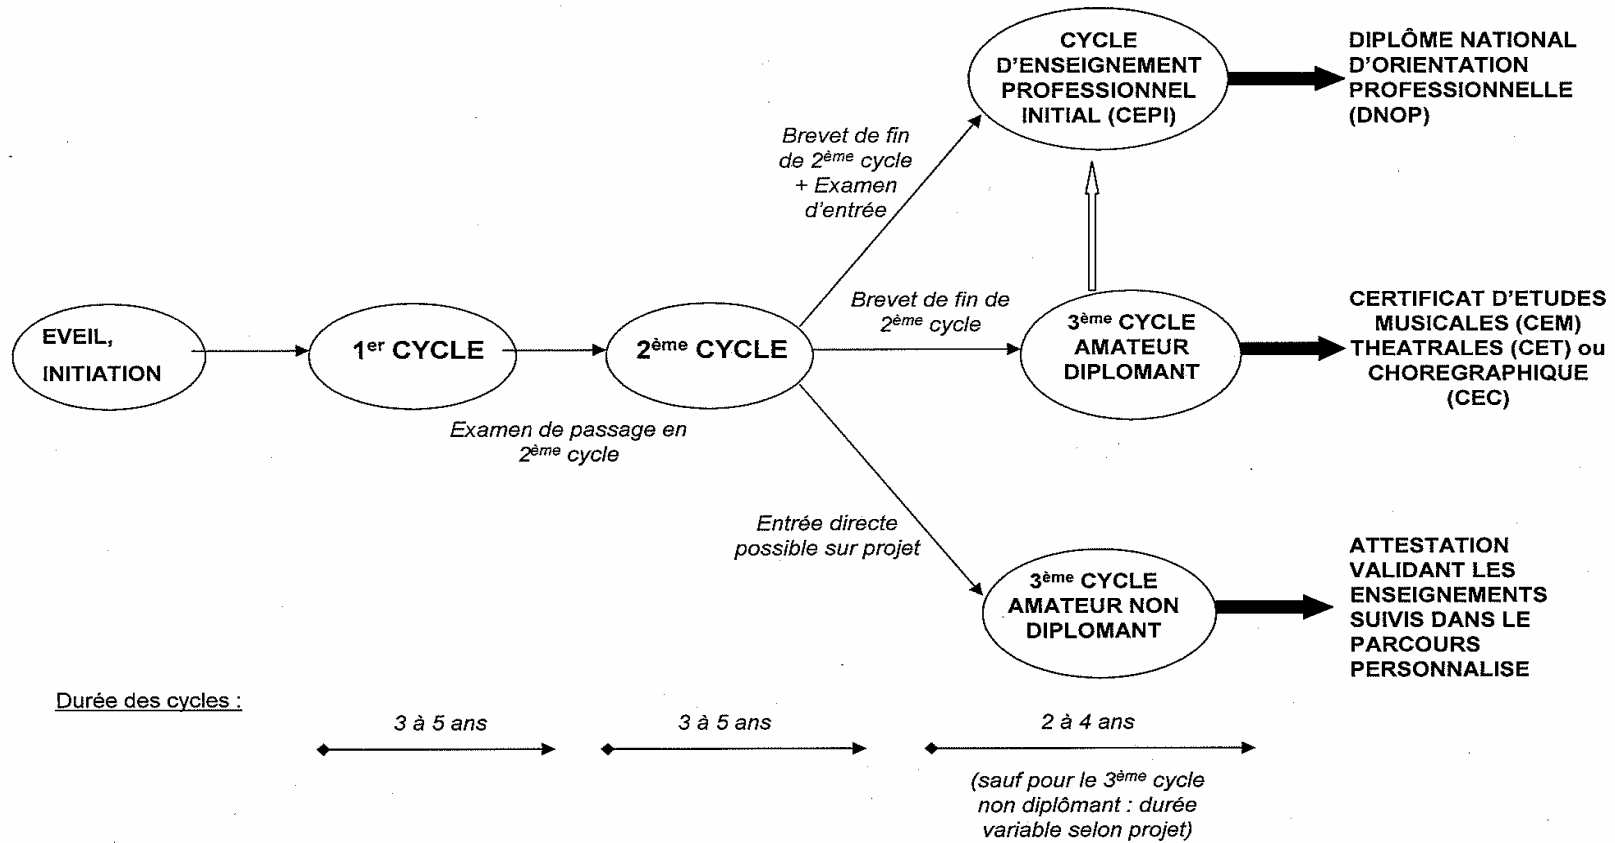 CYCLE
D'ENSEIGNEMENT
PROFESSIONNEL
INITIAL (CEPI)
DIPLÔME NATIONAL
D'ORIENTATION
PROFESSIONNELLE
(DNOP)
Brevet de fin
de 2ème cycle
+ Examen
d'entrée
EVEIL,
INITIATION
1er CYCLE
2ème CYCLE
Brevet de fin de
2ème cycle
3ème CYCLE
AMATEUR
DIPLOMANT
CERTIFICAT D'ETUDES
MUSICALES (CEM)
THEATRALES (CET) ou
CHOREGRAPHIQUE
(CEC)
Examen de passage en
2ème cycle
Entrée directe
possible sur projet
3ème CYCLE
AMATEUR NON
DIPLOMANT
ATTESTATION
VALIDANT LES
ENSEIGNEMENTS
SUIVIS DANS LE
PARCOURS
PERSONNALISE
Durée des cycles :
3 à 5 ans
3 à 5 ans
2 à 4 ans
(sauf pour le 3ème cycle
non diplômant : durée
variable selon projet)